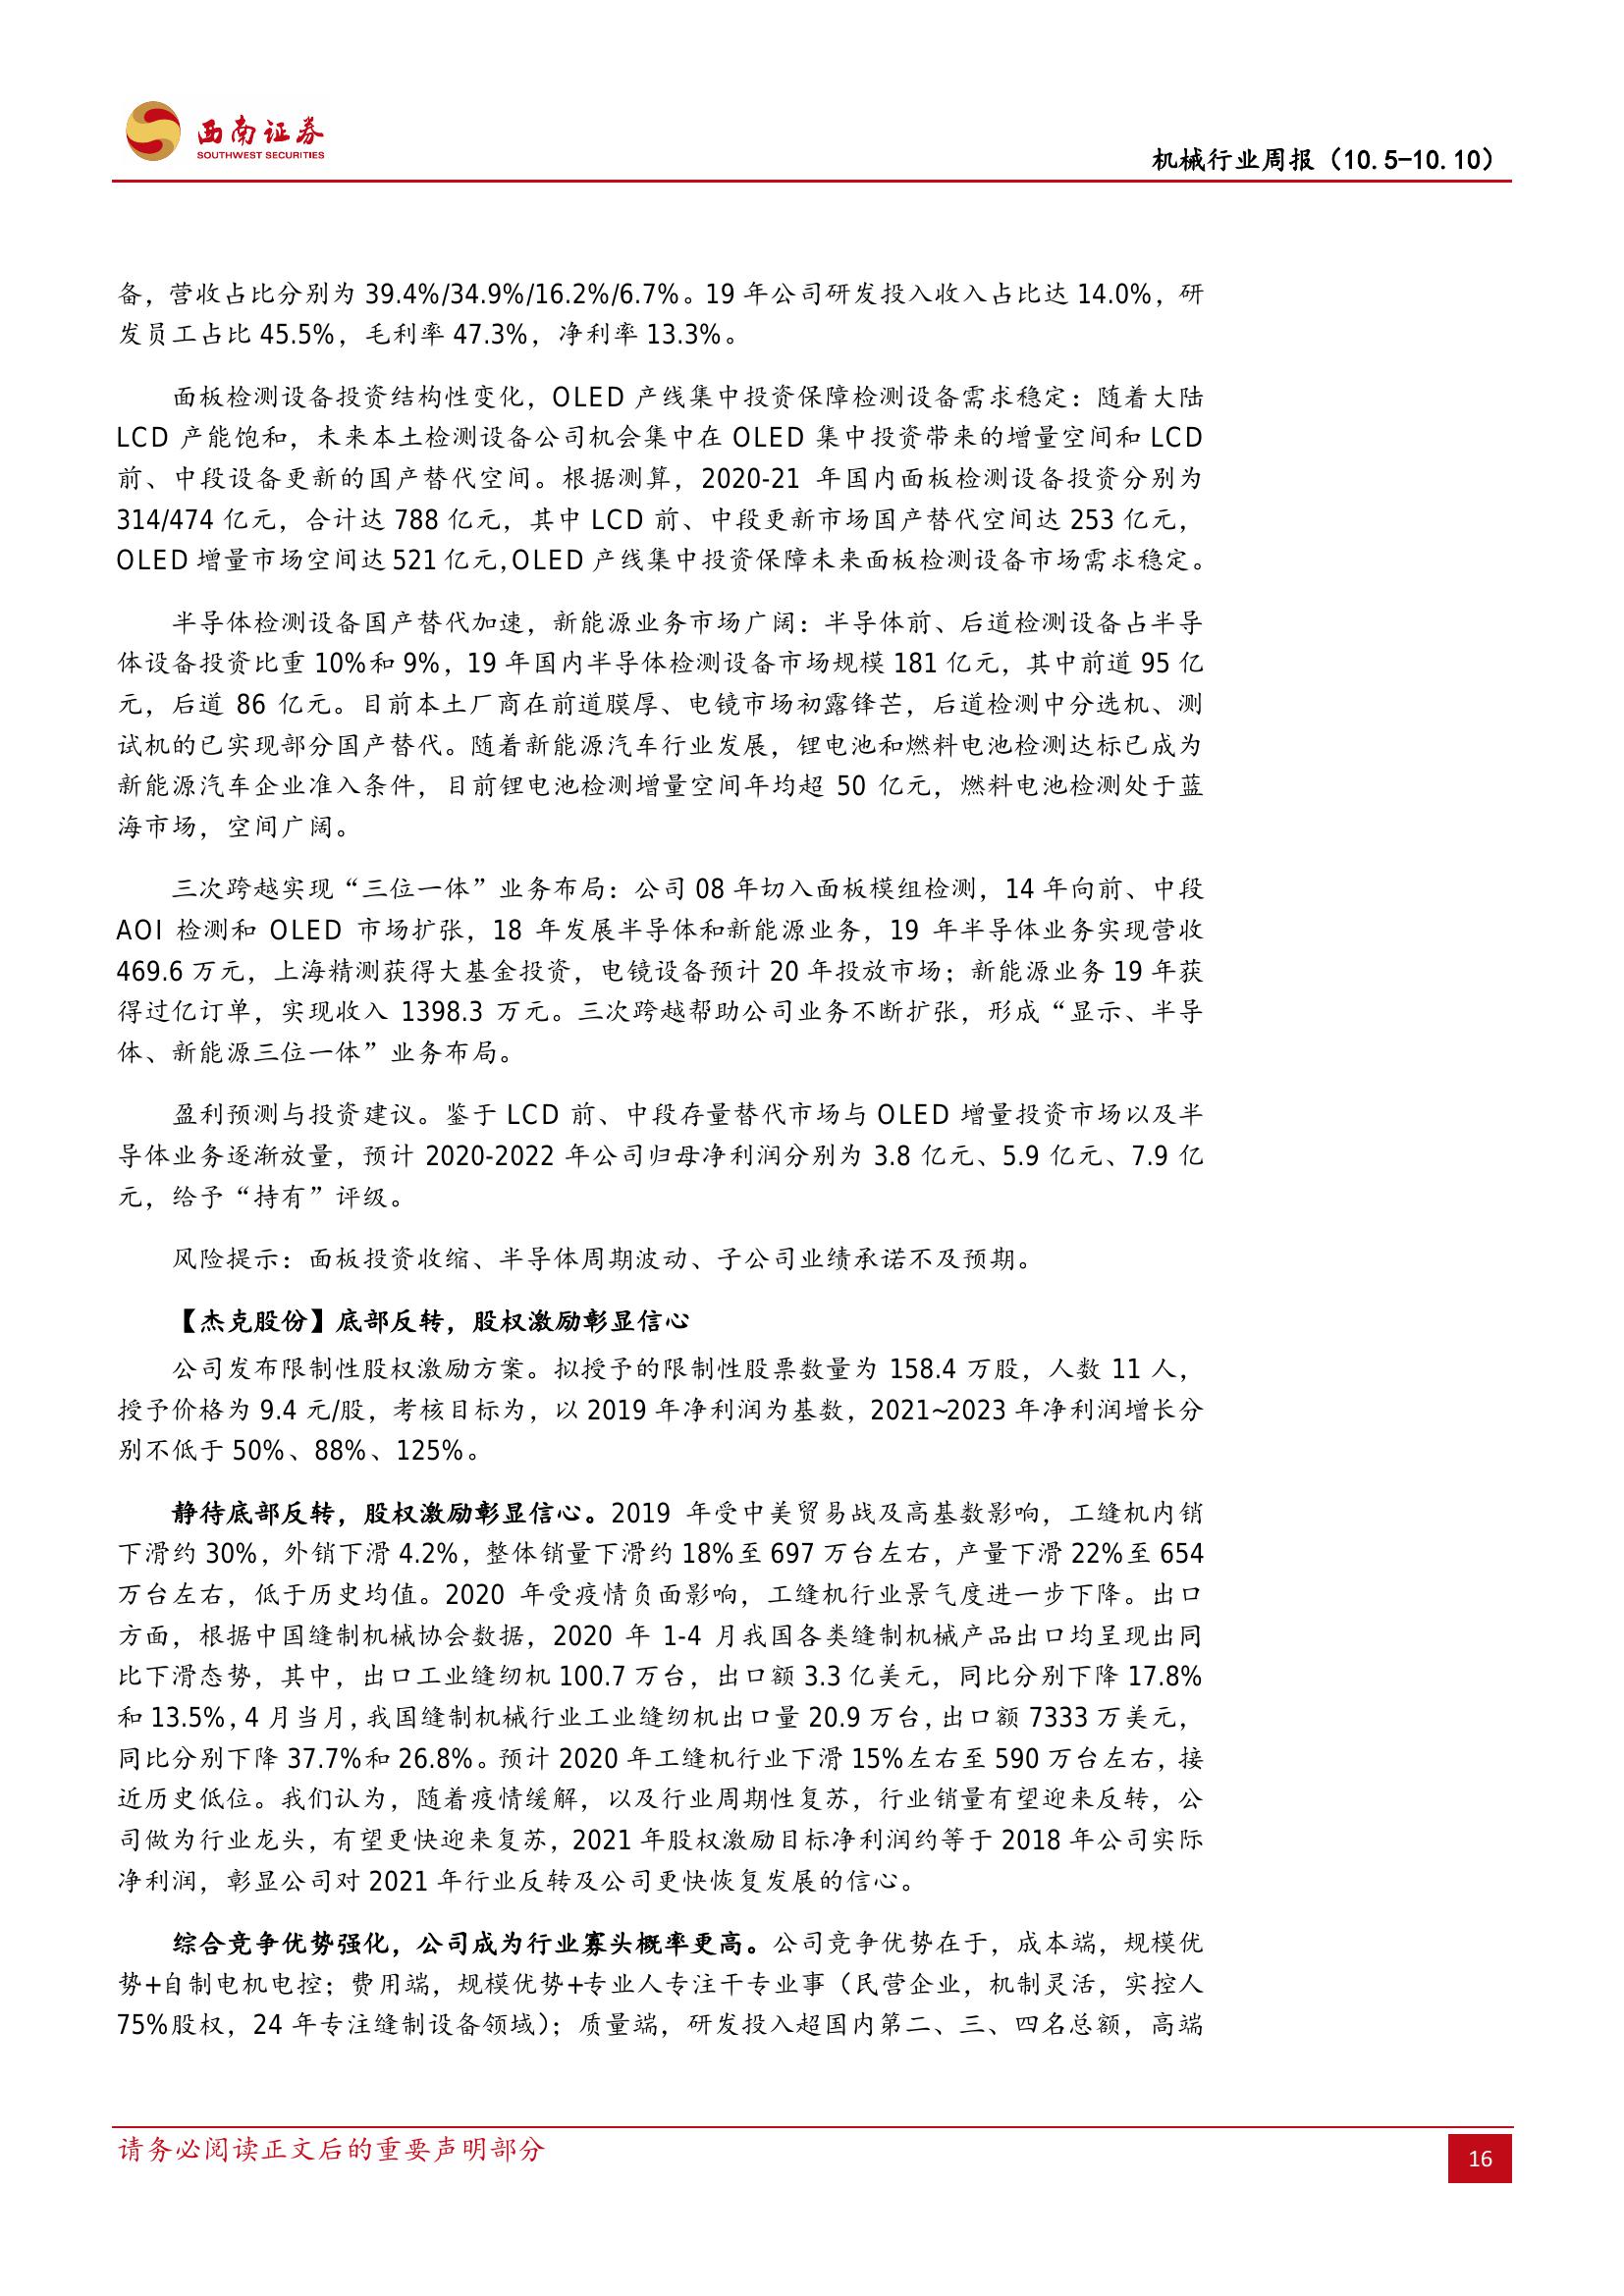 西南证券
SOUTHWEST SECURITIES
机械行业周报（10.5-10.10）
备，营收占比分别为 39.4%/34.9%/16.2%/6.7%。19 年公司研发投入收入占比达 14.0%，研
发员工占比 45.5%，毛利率 47.3%，净利率 13.3%。
面板检测设备投资结构性变化，OLED 产线集中投资保障检测设备需求稳定：随着大陆
LCD 产能饱和，未来本土检测设备公司机会集中在 OLED 集中投资带来的增量空间和 LCD
前、中段设备更新的国产替代空间。根据测算，2020-21 年国内面板检测设备投资分别为
314/474 亿元，合计达 788 亿元，其中 LCD 前、中段更新市场国产替代空间达 253 亿元，
OLED 增量市场空间达 521 亿元，OLED 产线集中投资保障未来面板检测设备市场需求稳定。
半导体检测设备国产替代加速，新能源业务市场广阔：半导体前、后道检测设备占半导
体设备投资比重 10%和 9%，19 年国内半导体检测设备市场规模 181 亿元，其中前道 95 亿
元，后道 86 亿元。目前本土厂商在前道膜厚、电镜市场初露锋芒，后道检测中分选机、测
试机的已实现部分国产替代。随着新能源汽车行业发展，锂电池和燃料电池检测达标已成为
新能源汽车企业准入条件，目前锂电池检测增量空间年均超 50 亿元，燃料电池检测处于蓝
海市场，空间广阔。
三次跨越实现“三位一体”业务布局：公司 08 年切入面板模组检测，14 年向前、中段
AOI 检测和 OLED 市场扩张，18 年发展半导体和新能源业务，19 年半导体业务实现营收
469.6 万元，上海精测获得大基金投资，电镜设备预计 20 年投放市场；新能源业务 19 年获
得过亿订单，实现收入 1398.3 万元。三次跨越帮助公司业务不断扩张，形成“显示、半导
体、新能源三位一体”业务布局。
盈利预测与投资建议。鉴于 LCD 前、中段存量替代市场与 OLED 增量投资市场以及半
导体业务逐渐放量，预计 2020-2022 年公司归母净利润分别为 3.8 亿元、5.9 亿元、7.9 亿
元，给予“持有”评级。
风险提示：面板投资收缩、半导体周期波动、子公司业绩承诺不及预期。
【杰克股份】底部反转，股权激励彰显信心
公司发布限制性股权激励方案。拟授予的限制性股票数量为 158.4 万股，人数 11 人，
授予价格为 9.4 元/股，考核目标为，以 2019 年净利润为基数，2021~2023 年净利润增长分
别不低于 50%、88%、125%。
静待底部反转，股权激励彰显信心。2019 年受中美贸易战及高基数影响，工缝机内销
下滑约 30%，外销下滑 4.2%，整体销量下滑约 18%至 697 万台左右，产量下滑 22%至 654
万台左右，低于历史均值。2020 年受疫情负面影响，工缝机行业景气度进一步下降。出口
方面，根据中国缝制机械协会数据，2020 年 1-4 月我国各类缝制机械产品出口均呈现出同
比下滑态势，其中，出口工业缝纫机 100.7 万台，出口额 3.3 亿美元，同比分别下降 17.8%
和 13.5%，4 月当月，我国缝制机械行业工业缝纫机出口量 20.9 万台，出口额 7333 万美元，
同比分别下降 37.7%和 26.8%。预计 2020 年工缝机行业下滑 15%左右至 590 万台左右，接
近历史低位。我们认为，随着疫情缓解，以及行业周期性复苏，行业销量有望迎来反转，公
司做为行业龙头，有望更快迎来复苏，2021 年股权激励目标净利润约等于 2018 年公司实际
净利润，彰显公司对 2021 年行业反转及公司更快恢复发展的信心。
综合竞争优势强化，公司成为行业寡头概率更高。公司竞争优势在于，成本端，规模优
势+自制电机电控；费用端，规模优势+专业人专注干专业事（民营企业，机制灵活，实控人
75%股权，24 年专注缝制设备领域）；质量端，研发投入超国内第二、三、四名总额，高端
请务必阅读正文后的重要声明部分
16